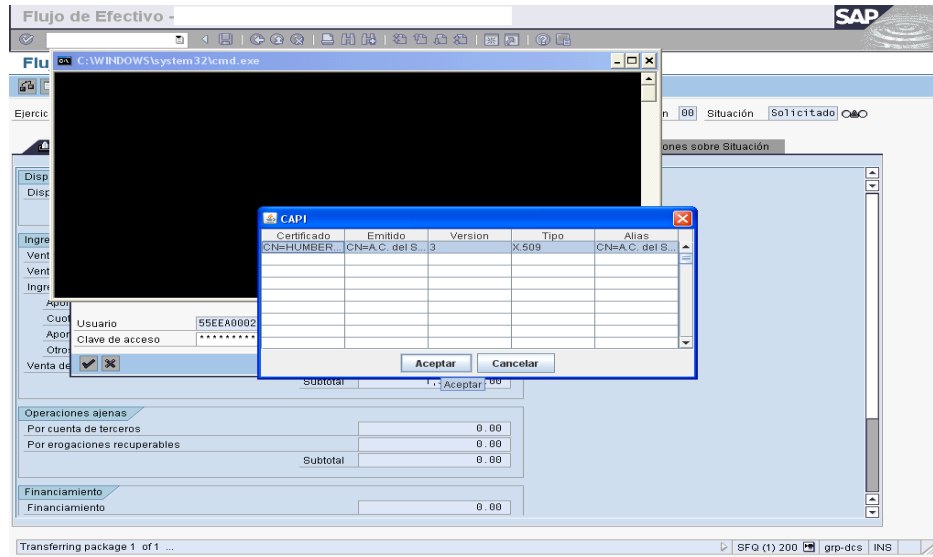 Flujo de Efectivo -
SAP
Flu
C:\WINDOWS\system32\cmd.exe
Ejercic
n 00 Situación Solicitado
ones sobre Situación
Disp
Disp
CAPI
Certificado Emitido Version Tipo Alias
CN=HUMBER... CN=A.C. del S... 3 X.509 CN=A.C. del S...
Ingre
Vent
Vent
Ingre
Apor
Cuot
Usuario 55EEA0002
Apor
Clave de acceso *********
Otro
Venta de
Aceptar Cancelar
Subtotal
Aceptar
Operaciones ajenas
Por cuenta de terceros 0.00
Por erogaciones recuperables 0.00
Subtotal 0.00
Financiamiento
Financiamiento 0.00
Transferring package 1 of 1 ...
SFQ (1) 200 grp-dcs INS